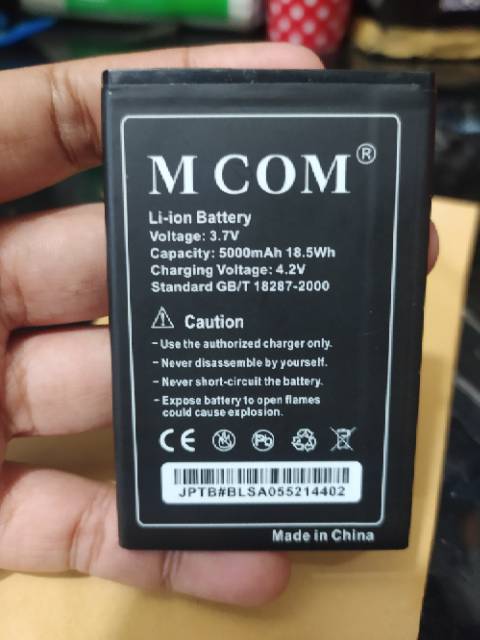 M COM®
Li-ion Battery
Voltage: 3.7V
Capacity: 5000mAh 18.5Wh
Charging Voltage: 4.2V
Standard GB/T 18287-2000
Caution
- Use the authorized charger only.
- Never disassemble by yourself.
- Never short-circuit the battery.
- Expose battery to open flames
could cause explosion.
CE Pb
JPTB#BLSA055214402
Made in China